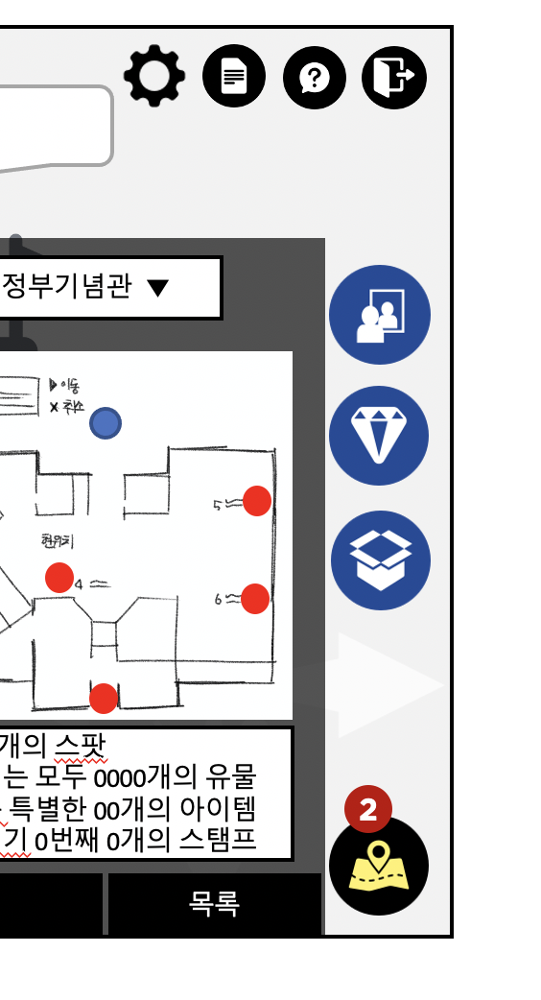 정부기념관 ▼
이동
X 취소
5
현위치
4
6
개의 스팟
는 모두 0000개의 유물
특별한 00개의 아이템
기 0번째 0개의 스탬프
2
목록